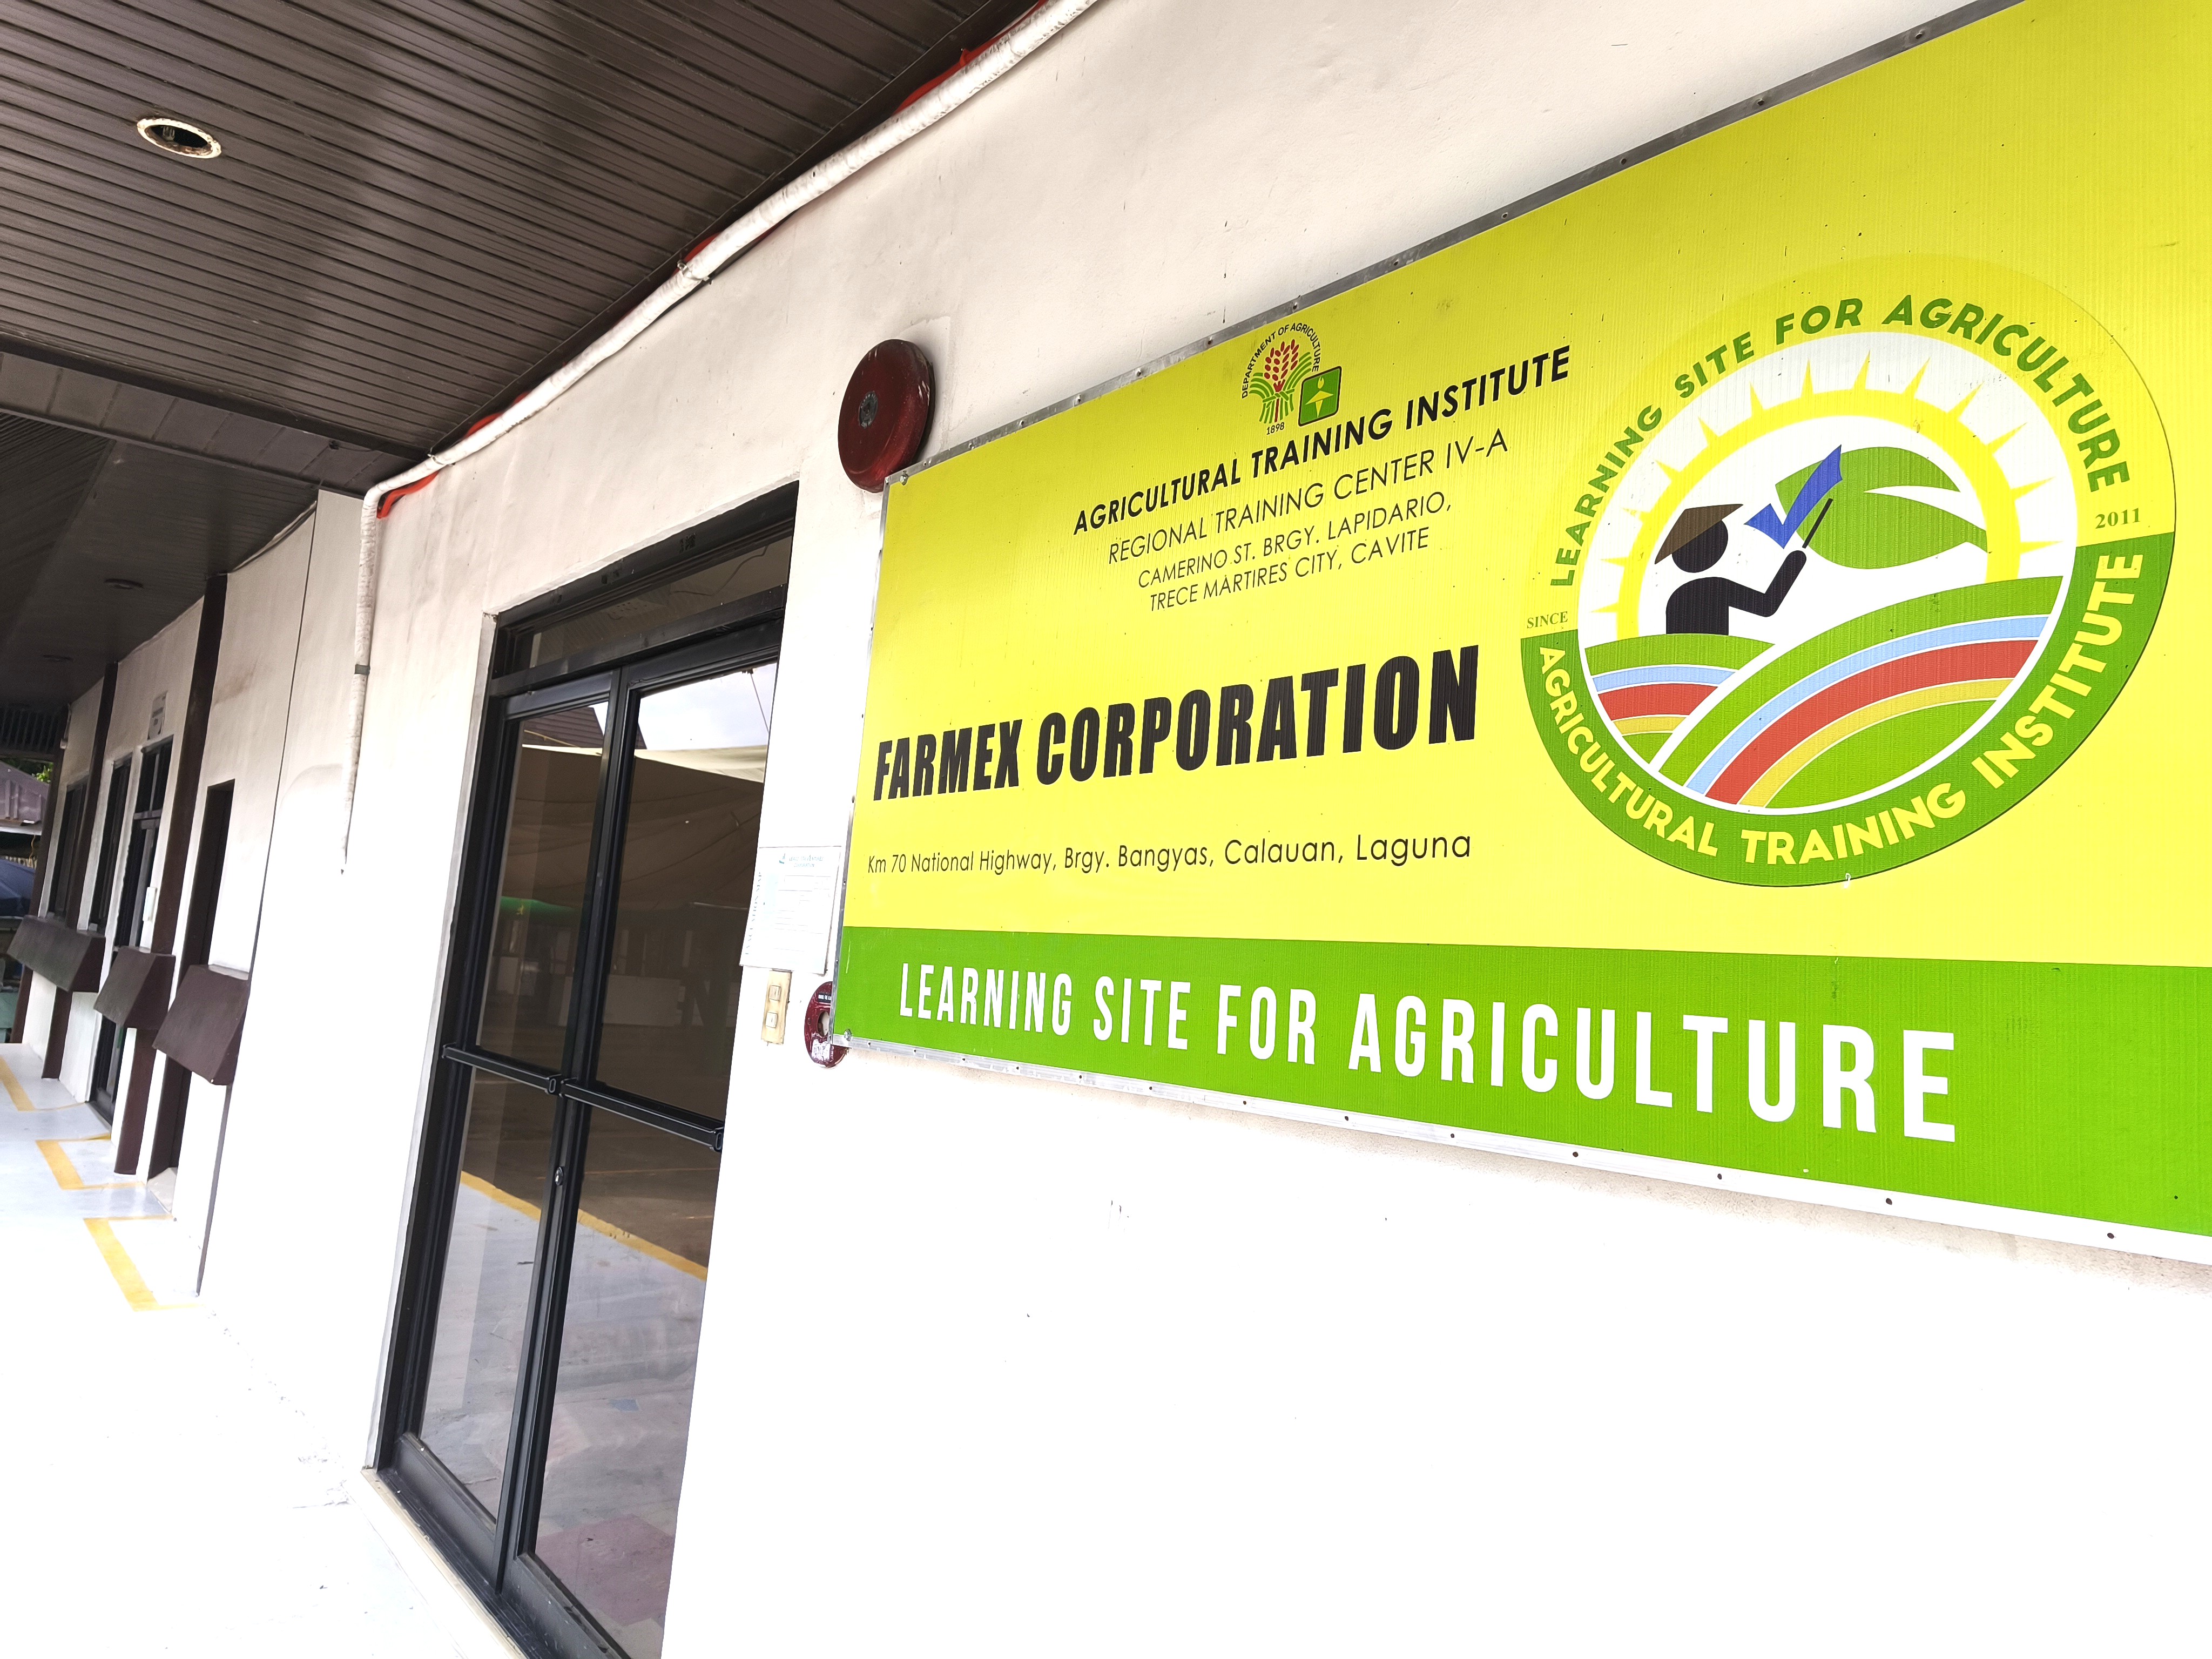 DEPARTMENT OF AGRICULTURE
1898
AGRICULTURAL TRAINING INSTITUTE
REGIONAL TRAINING CENTER IV-A
CAMERINO ST. BRGY. LAPIDARIO,
TRECE MARTIRES CITY, CAVITE
FARMEX CORPORATION
Km 70 National Highway, Brgy. Bangyas, Calauan, Laguna
LEARNING SITE FOR AGRICULTURE
SINCE 2011
AGRICULTURAL TRAINING INSTITUTE
LEARNING SITE FOR AGRICULTURE